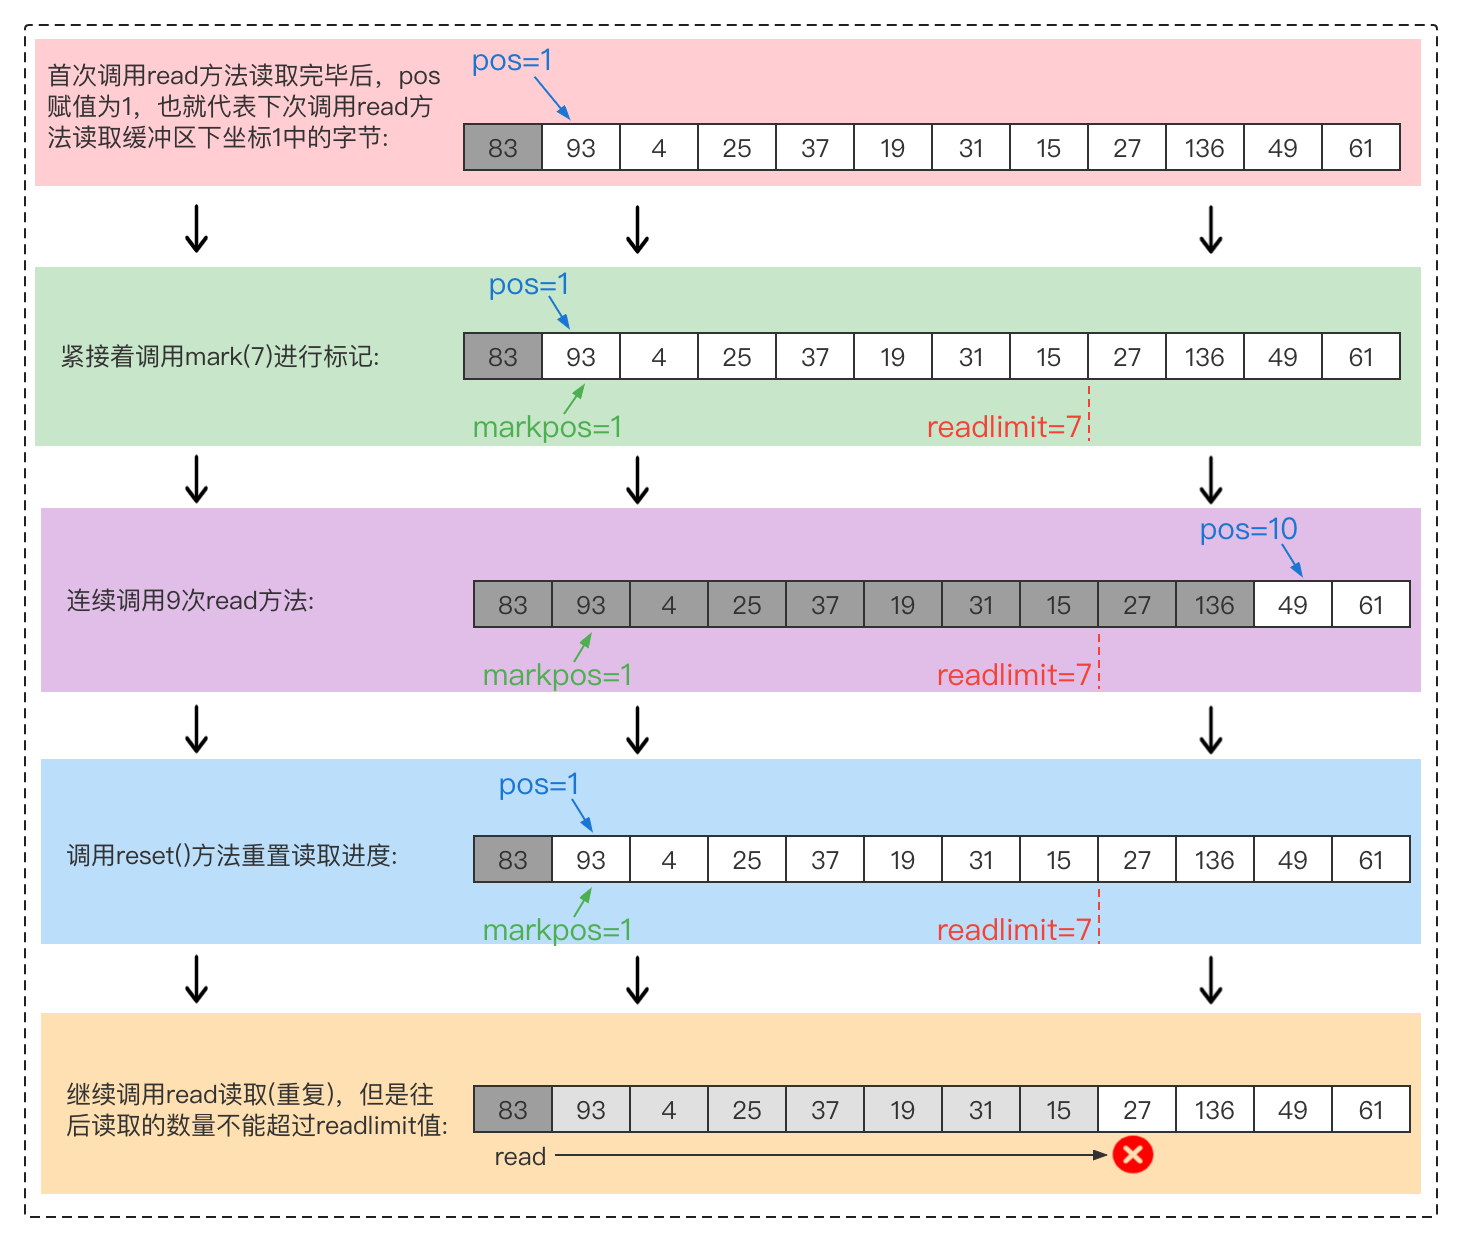 首次调用read方法读取完毕后，pos
赋值为1，也就代表下次调用read方
法读取缓冲区下坐标1中的字节:
pos=1
83 93 4 25 37 19 31 15 27 136 49 61
紧接着调用mark(7)进行标记:
pos=1
83 93 4 25 37 19 31 15 27 136 49 61
markpos=1 readlimit=7
连续调用9次read方法:
pos=10
83 93 4 25 37 19 31 15 27 136 49 61
markpos=1 readlimit=7
调用reset()方法重置读取进度:
pos=1
83 93 4 25 37 19 31 15 27 136 49 61
markpos=1 readlimit=7
继续调用read读取(重复)，但是往
后读取的数量不能超过readlimit值:
83 93 4 25 37 19 31 15 27 136 49 61
read